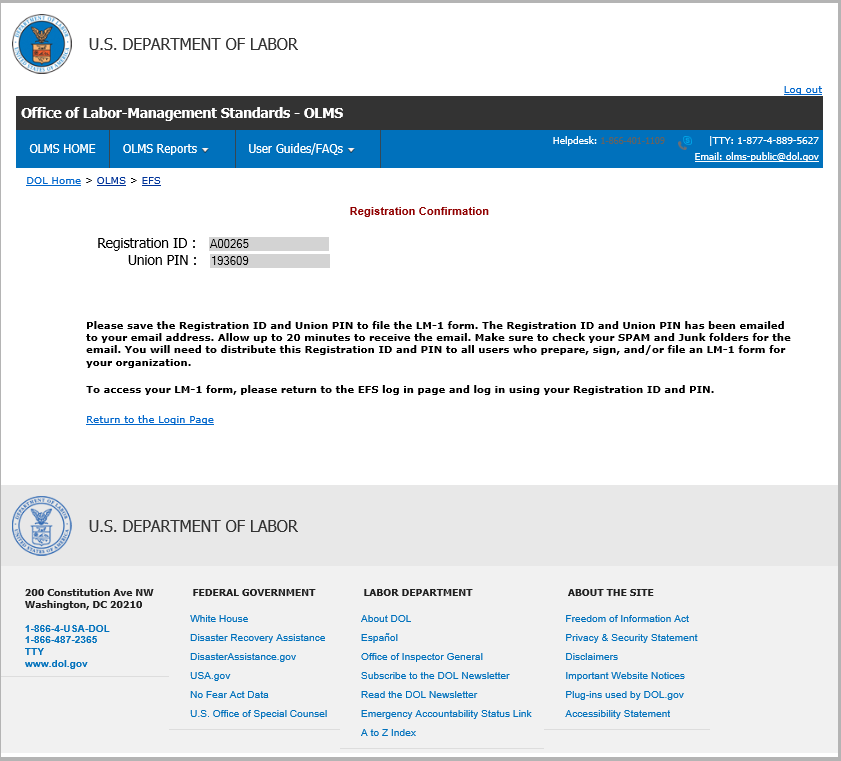 U.S. DEPARTMENT OF LABOR
Log out
Office of Labor-Management Standards - OLMS
OLMS HOME OLMS Reports User Guides/FAQs
Helpdesk: |TTY: 1-877-4-889-5627
Email: olms-public@dol.gov
DOL Home > OLMS > EFS
Registration Confirmation
Registration ID : A00265
Union PIN : 193609
Please save the Registration ID and Union PIN to file the LM-1 form. The Registration ID and Union PIN has been emailed
to your email address. Allow up to 20 minutes to receive the email. Make sure to check your SPAM and Junk folders for the
email. You will need to distribute this Registration ID and PIN to all users who prepare, sign, and/or file an LM-1 form for
your organization.
To access your LM-1 form, please return to the EFS log in page and log in using your Registration ID and PIN.
Return to the Login Page
U.S. DEPARTMENT OF LABOR
200 Constitution Ave NW
Washington, DC 20210
1-866-4-USA-DOL
1-866-487-2365
TTY
www.dol.gov
FEDERAL GOVERNMENT
White House
Disaster Recovery Assistance
DisasterAssistance.gov
USA.gov
No Fear Act Data
U.S. Office of Special Counsel
LABOR DEPARTMENT
About DOL
Español
Office of Inspector General
Subscribe to the DOL Newsletter
Read the DOL Newsletter
Emergency Accountability Status Link
A to Z Index
ABOUT THE SITE
Freedom of Information Act
Privacy & Security Statement
Disclaimers
Important Website Notices
Plug-ins used by DOL.gov
Accessibility Statement